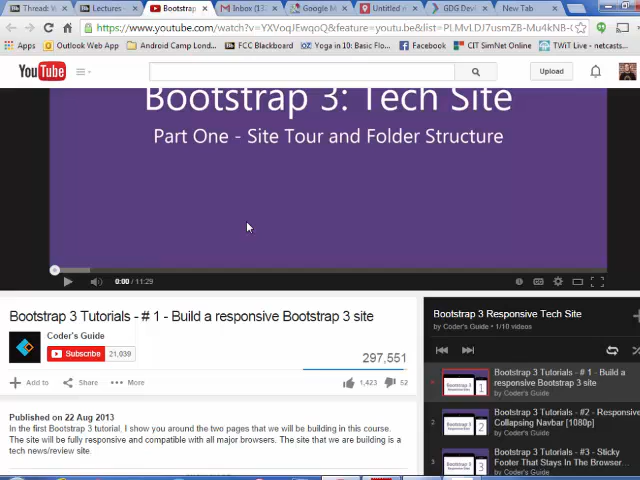 Thread: V
Lectures -
Bootstrap
Inbox (13
Google M
Untitled n
GDG Dev
New Tab
https://www.youtube.com/watch?v=YXVoqJEwqoQ&feature=youtu.be&list=PLMvLDJ7usmZB-Mu4kNB-C
Apps
Outlook Web App
Android Camp Lond...
FCC Blackboard
Yoga in 10: Basic Flo...
Facebook
CIT SimNet Online
TWiT Live - netcasts...
YouTube
Upload
Bootstrap 3: Tech Site
Part One - Site Tour and Folder Structure
0:00 / 11:29
Bootstrap 3 Tutorials - # 1 - Build a responsive Bootstrap 3 site
Coder's Guide
Subscribe 21,039
297,551
Add to
Share
More
1,423
52
Published on 22 Aug 2013
In the first Bootstrap 3 tutorial, I show you around the two pages that we will be building in this course.
The site will be fully responsive and compatible with all major browsers. The site that we are building is a
tech news/review site.
Bootstrap 3 Responsive Tech Site
by Coder's Guide • 1/10 videos
Bootstrap 3 Tutorials - # 1 - Build a
responsive Bootstrap 3 site
by Coder's Guide
1
2
Bootstrap 3 Tutorials - #2 - Responsive
Collapsing Navbar [1080p]
by Coder's Guide
2
3
Bootstrap 3 Tutorials - #3 - Sticky
Footer That Stays In The Browser...
by Coder's Guide
3